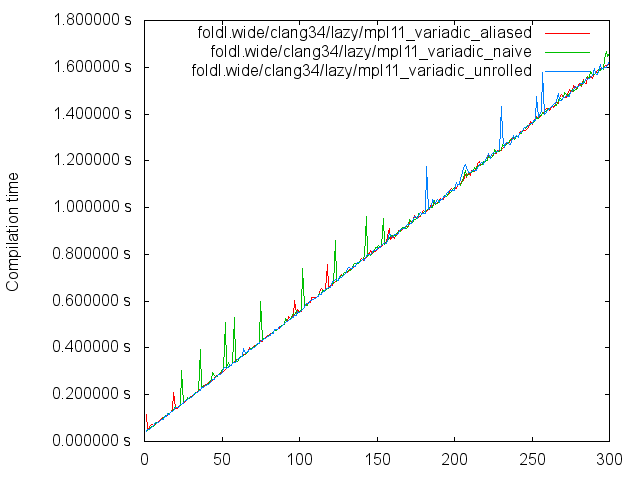 foldl.wide/clang34/lazy/mpl11_variadic_aliased
foldl.wide/clang34/lazy/mpl11_variadic_naive
foldl.wide/clang34/lazy/mpl11_variadic_unrolled
Compilation time
1.800000 s
1.600000 s
1.400000 s
1.200000 s
1.000000 s
0.800000 s
0.600000 s
0.400000 s
0.200000 s
0.000000 s
0 50 100 150 200 250 300